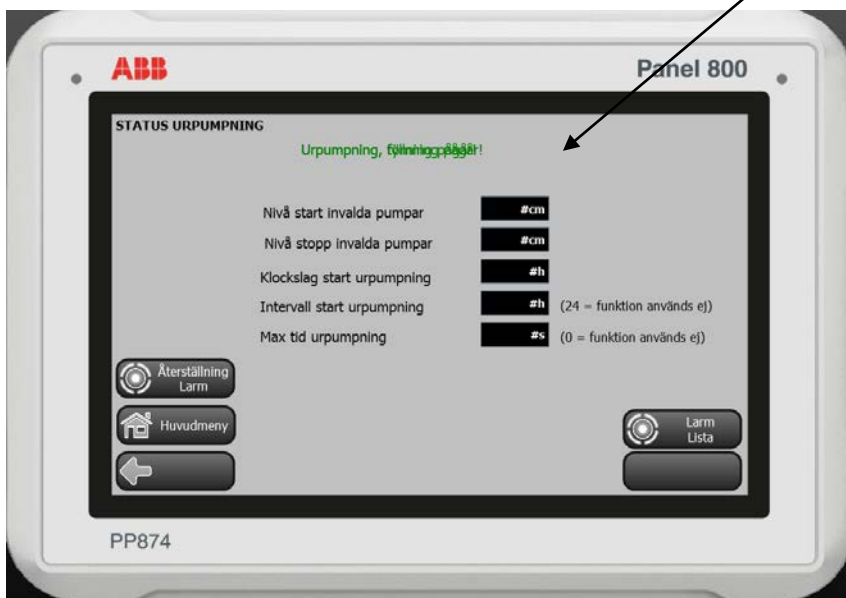 ABB
Panel 800
STATUS URPUMPNING
Urpumpning,
Nivå start invalda pumpar #cm
Nivå stopp invalda pumpar #cm
Klockslag start urpumpning #h
Intervall start urpumpning #h (24 = funktion används ej)
Max tid urpumpning #s (0 = funktion används ej)
Återställning
Larm
Huvudmeny
Larm
Lista
PP874